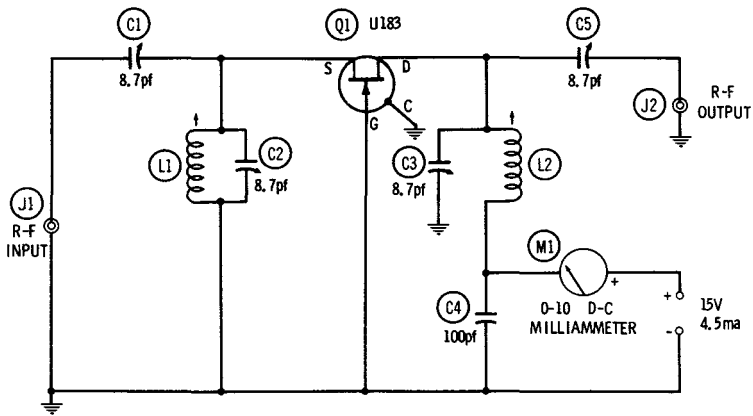 C1
8.7pf
Q1 U183
S D
C
G
C5
8.7pf
J2
R-F
OUTPUT
L1
C2
8.7pf
C3
8.7pf
L2
J1
R-F
INPUT
M1
+
0-10 D-C
MILLIAMMETER
C4
100pf
+
-
15V
4.5ma